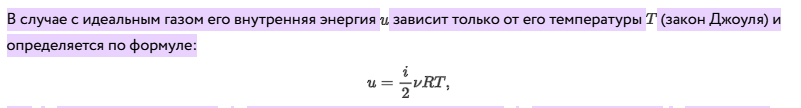 В случае с идеальным газом его внутренняя энергия u зависит только от его температуры T (закон Джоуля) и
определяется по формуле:
u = i/2 νRT,